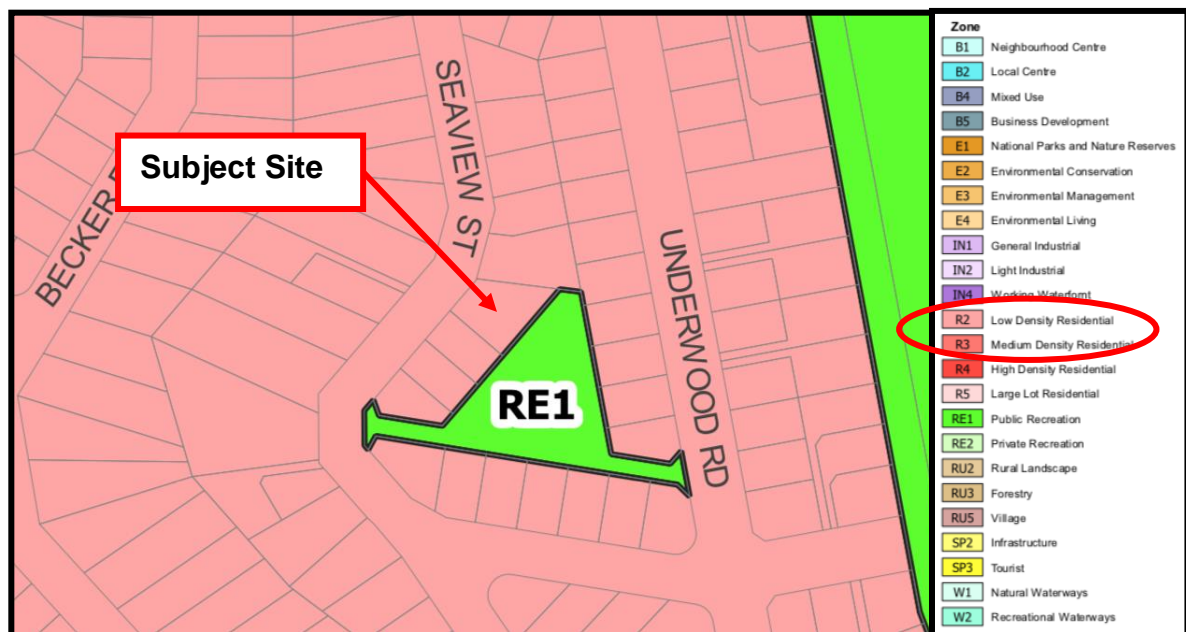 SEAVIEW ST
Subject Site
BECKER
UNDERWOOD RD
RE1
Zone
B1 Neighbourhood Centre
B2 Local Centre
B4 Mixed Use
B5 Business Development
E1 National Parks and Nature Reserves
E2 Environmental Conservation
E3 Environmental Management
E4 Environmental Living
IN1 General Industrial
IN2 Light Industrial
IN4 Working Waterfornt
R2 Low Density Residential
R3 Medium Density Residential
R4 High Density Residential
R5 Large Lot Residential
RE1 Public Recreation
RE2 Private Recreation
RU2 Rural Landscape
RU3 Forestry
RU5 Village
SP2 Infrastructure
SP3 Tourist
W1 Natural Waterways
W2 Recreational Waterways